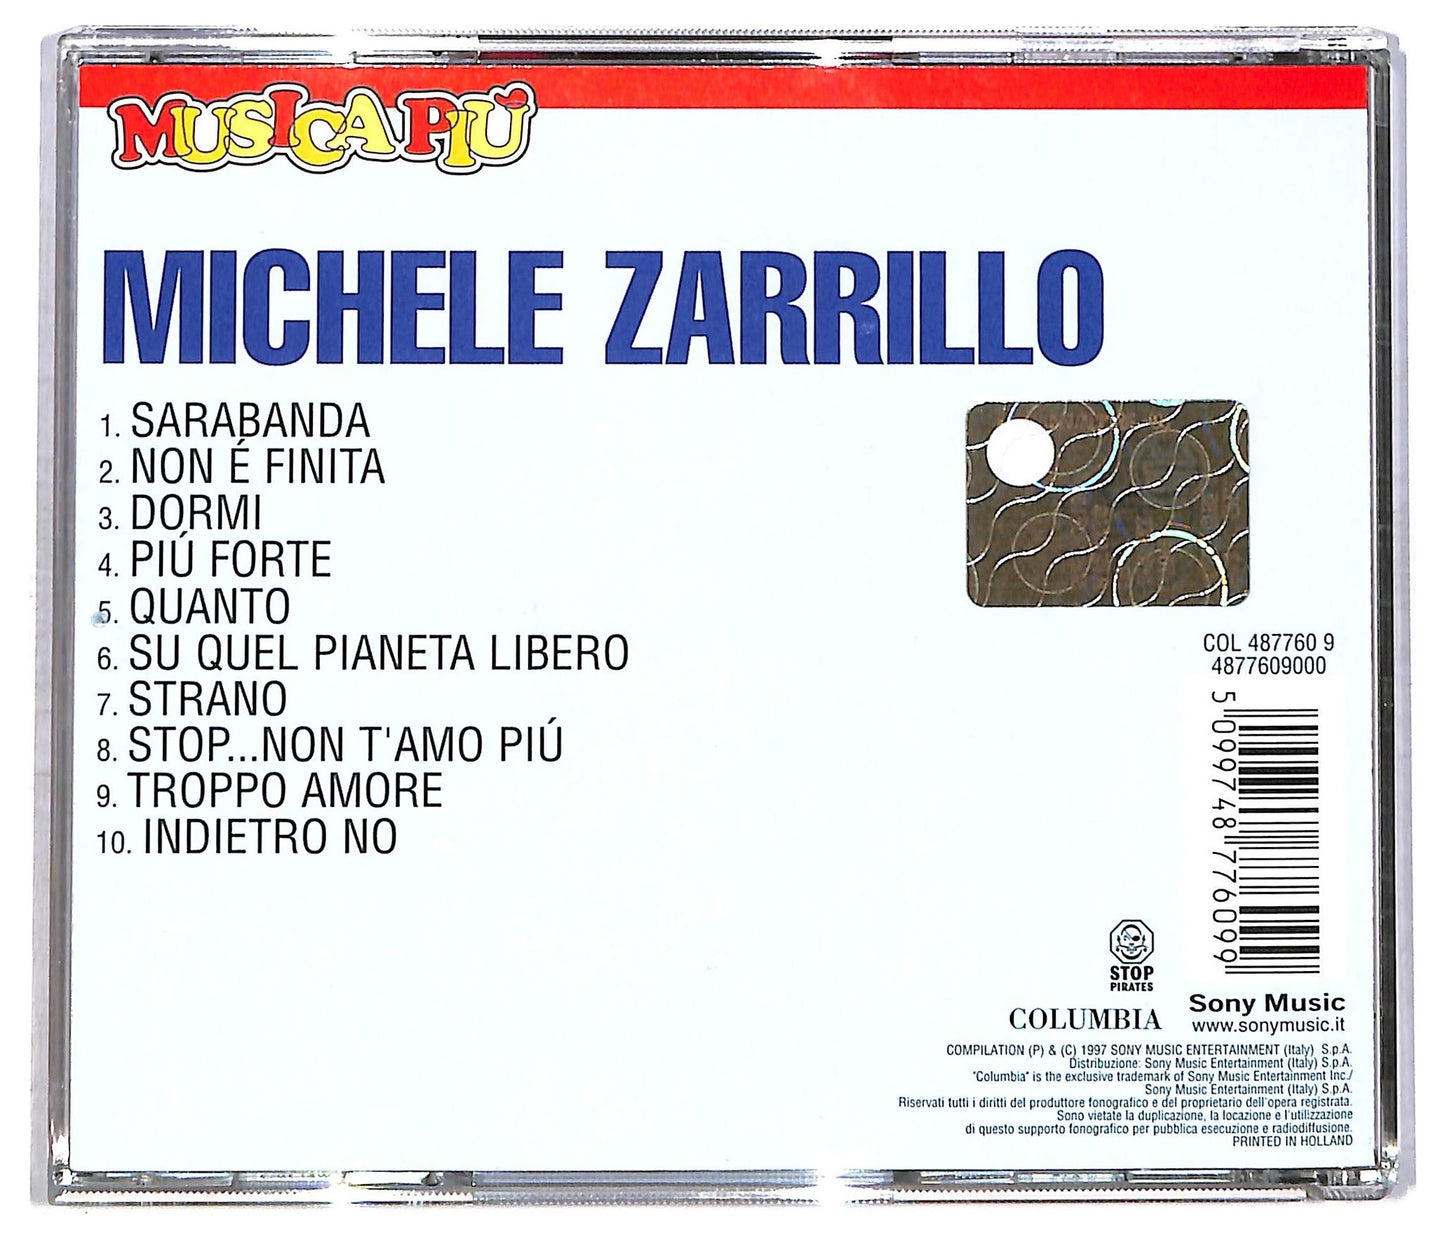 MUSICA PIÙ
MICHELE ZARRILLO
1. SARABANDA
2. NON É FINITA
3. DORMI
4. PIÚ FORTE
5. QUANTO
6. SU QUEL PIANETA LIBERO
7. STRANO
8. STOP...NON T'AMO PIÚ
9. TROPPO AMORE
10. INDIETRO NO
COL 487760 9
4877609000
5 099748 776099
STOP
PIRATES
COLUMBIA
Sony Music
www.sonymusic.it
COMPILATION (P) & (C) 1997 SONY MUSIC ENTERTAINMENT (Italy) S.p.A.
Distribuzione: Sony Music Entertainment (Italy) S.p.A.
"Columbia" is the exclusive trademark of Sony Music Entertainment Inc./
Sony Music Entertainment (Italy) S.p.A.
Riservati tutti i diritti del produttore fonografico e del proprietario dell'opera registrata.
Sono vietate la duplicazione, la locazione e l'utilizzazione
di questo supporto fonografico per pubblica esecuzione e radiodiffusione.
PRINTED IN HOLLAND